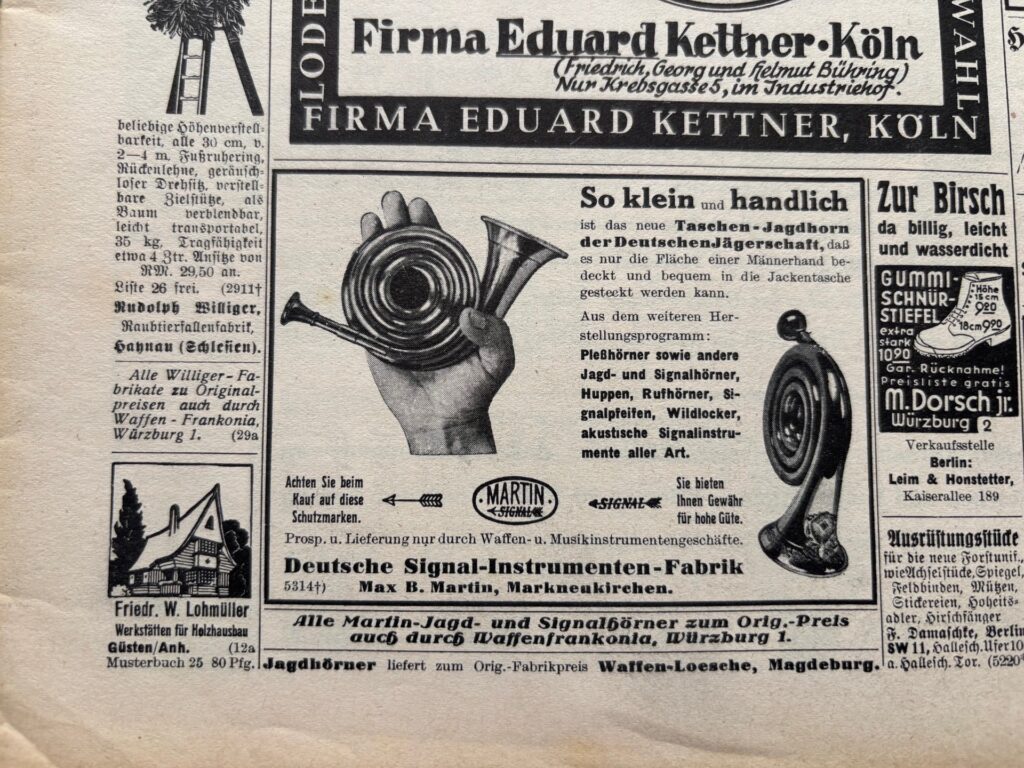 LODE
WAHL
Firma Eduard Kettner·Köln
(Friedrich, Georg und Helmut Bühring)
Nur Krebsgasse 5, im Industriehof.
FIRMA EDUARD KETTNER, KÖLN
beliebige Höhenverstell-
barkeit, alle 30 cm, v.
2—4 m. Fußruhering,
Rückenlehne, geräusch-
loser Drehsitz, verstell-
bare Zielstütze, als
Baum verblendbar,
leicht transportabel,
35 kg, Tragfähigkeit
etwa 4 Ztr. Ansitze von
RM. 29,50 an.
Liste 26 frei. (2911†
Rudolph Williger,
Raubtierfallenfabrik,
Haynau (Schlesien).
Alle Williger-Fa-
brikate zu Original-
preisen auch durch
Waffen-Frankonia,
Würzburg 1. (29a
Friedr. W. Lohmüller
Werkstätten für Holzhausbau
Güsten/Anh. (12a
Musterbuch 25 80 Pfg.
So klein und handlich
ist das neue Taschen-Jagdhorn
der Deutschen Jägerschaft, daß
es nur die Fläche einer Männerhand be-
deckt und bequem in die Jackentasche
gesteckt werden kann.
Aus dem weiteren Her-
stellungsprogramm:
Pleßhörner sowie andere
Jagd- und Signalhörner,
Huppen, Rufhörner, Si-
gnalpfeifen, Wildlocker,
akustische Signalinstru-
mente aller Art.
Achten Sie beim
Kauf auf diese
Schutzmarken.
MARTIN
SIGNAL
SIGNAL
Sie bieten
Ihnen Gewähr
für hohe Güte.
Prosp. u. Lieferung nur durch Waffen- u. Musikinstrumentengeschäfte.
Deutsche Signal-Instrumenten-Fabrik
5314†) Max B. Martin, Markneukirchen.
Alle Martin-Jagd- und Signalhörner zum Orig.-Preis
auch durch Waffenfrankonia, Würzburg 1.
Jagdhörner liefert zum Orig.-Fabrikpreis Waffen-Loesche, Magdeburg.
Zur Birsch
da billig, leicht
und wasserdicht
GUMMI-
SCHNÜR-
STIEFEL
extra
stark
10 90
Höhe
15 cm
9 20
18 cm 9 20
Gar. Rücknahme!
Preisliste gratis
M. Dorsch jr.
Würzburg 2
Verkaufsstelle
Berlin:
Leim & Honstetter,
Kaiserallee 189
Ausrüstungsstücke
für die neue Forstunif.,
wie Achselstücke, Spiegel,
Feldbinden, Mützen,
Stickereien, Hoheits-
adler, Hirschfänger
F. Damaschke, Berlin
SW 11, Hallesch. Ufer 10
a. Hallesch. Tor. (5220